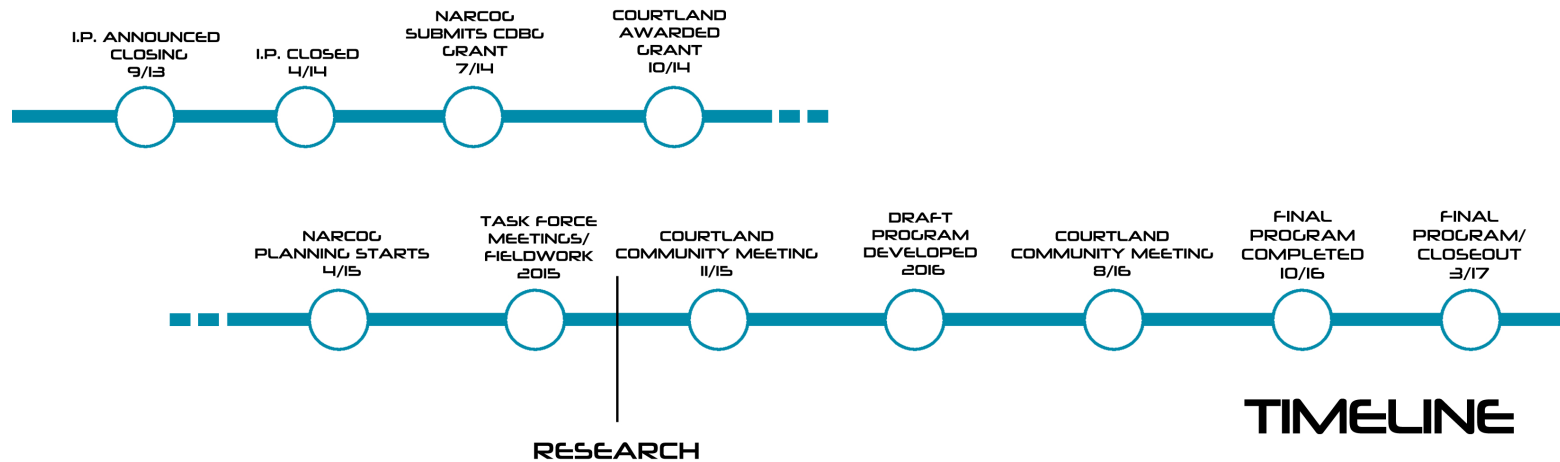 I.P. ANNOUNCED
CLOSING
9/13
I.P. CLOSED
4/14
NARCOG
SUBMITS CDBG
GRANT
7/14
COURTLAND
AWARDED
GRANT
10/14
NARCOG
PLANNING STARTS
4/15
TASK FORCE
MEETINGS/
FIELDWORK
2015
COURTLAND
COMMUNITY MEETING
11/15
DRAFT
PROGRAM
DEVELOPED
2016
COURTLAND
COMMUNITY MEETING
8/16
FINAL
PROGRAM
COMPLETED
10/16
FINAL
PROGRAM/
CLOSEOUT
3/17
RESEARCH
TIMELINE